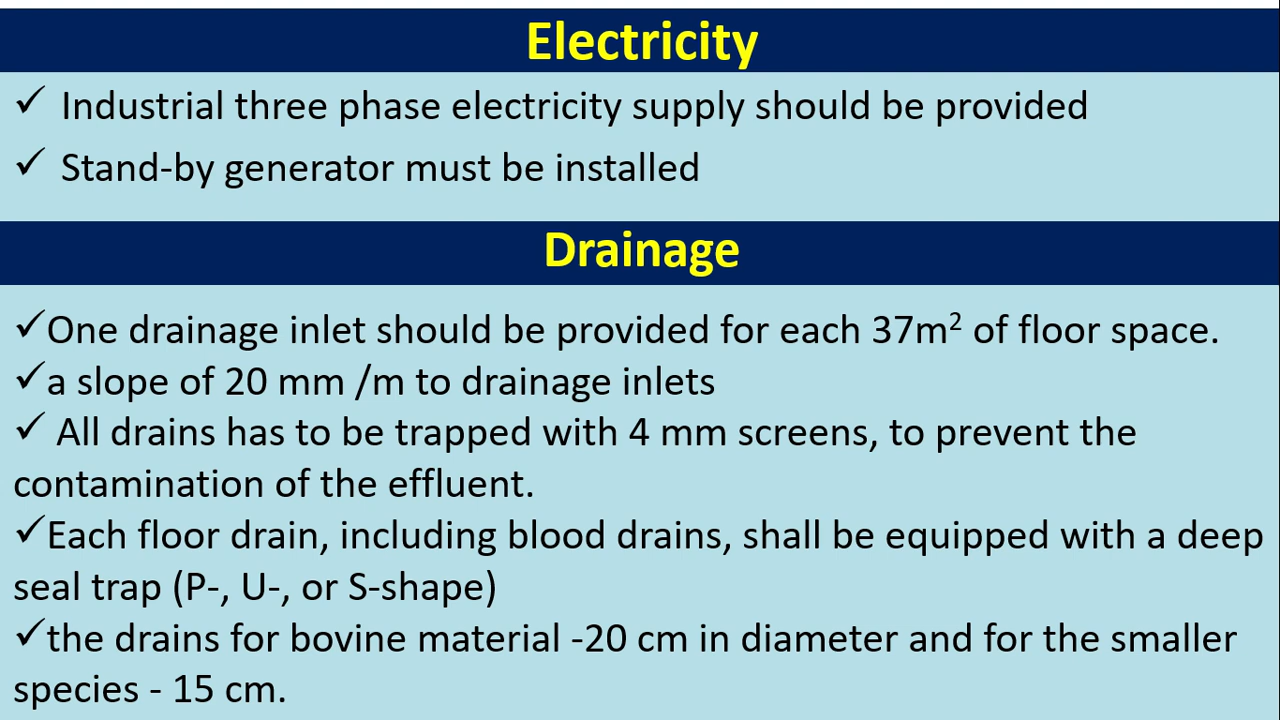 Electricity
✓ Industrial three phase electricity supply should be provided
✓ Stand-by generator must be installed
Drainage
✓One drainage inlet should be provided for each 37m² of floor space.
✓a slope of 20 mm /m to drainage inlets
✓ All drains has to be trapped with 4 mm screens, to prevent the
contamination of the effluent.
✓Each floor drain, including blood drains, shall be equipped with a deep
seal trap (P-, U-, or S-shape)
✓the drains for bovine material -20 cm in diameter and for the smaller
species - 15 cm.